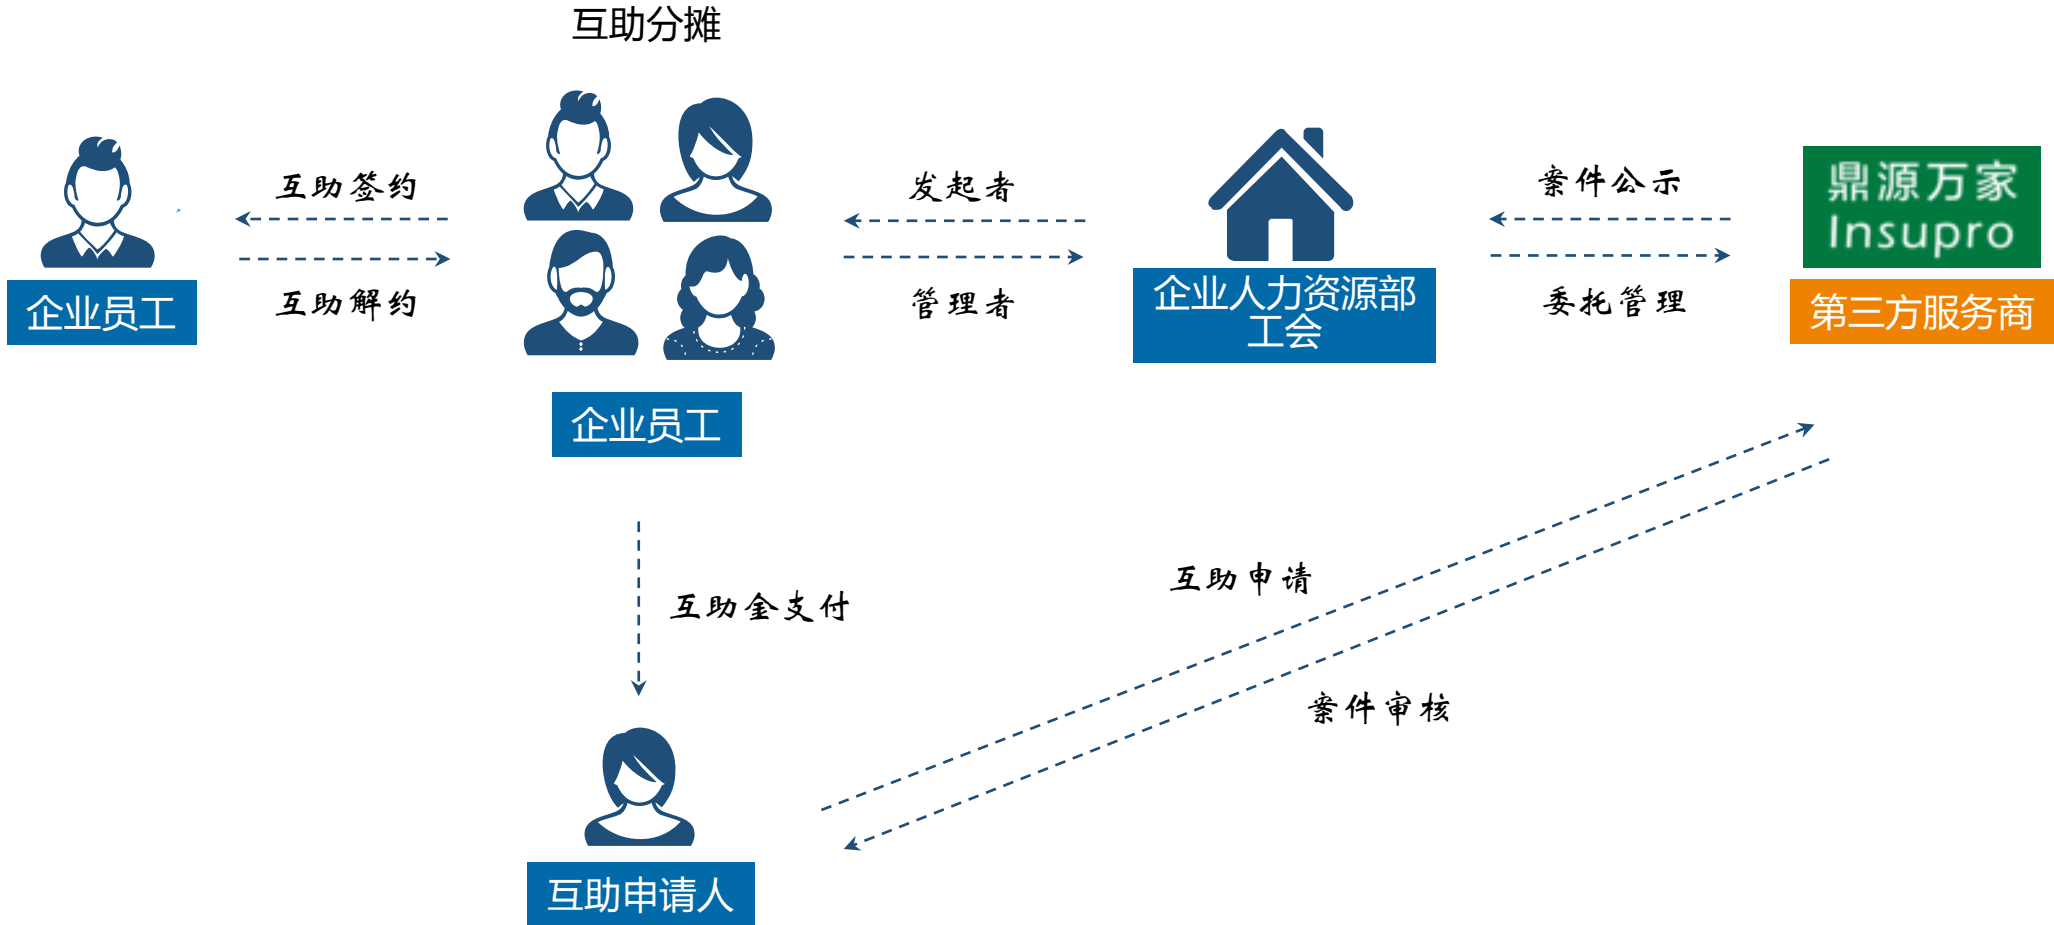 互助分摊
互助签约
互助解约
企业员工
企业员工
发起者
管理者
企业人力资源部
工会
案件公示
委托管理
鼎源万家
Insupro
第三方服务商
互助金支付
互助申请
案件审核
互助申请人